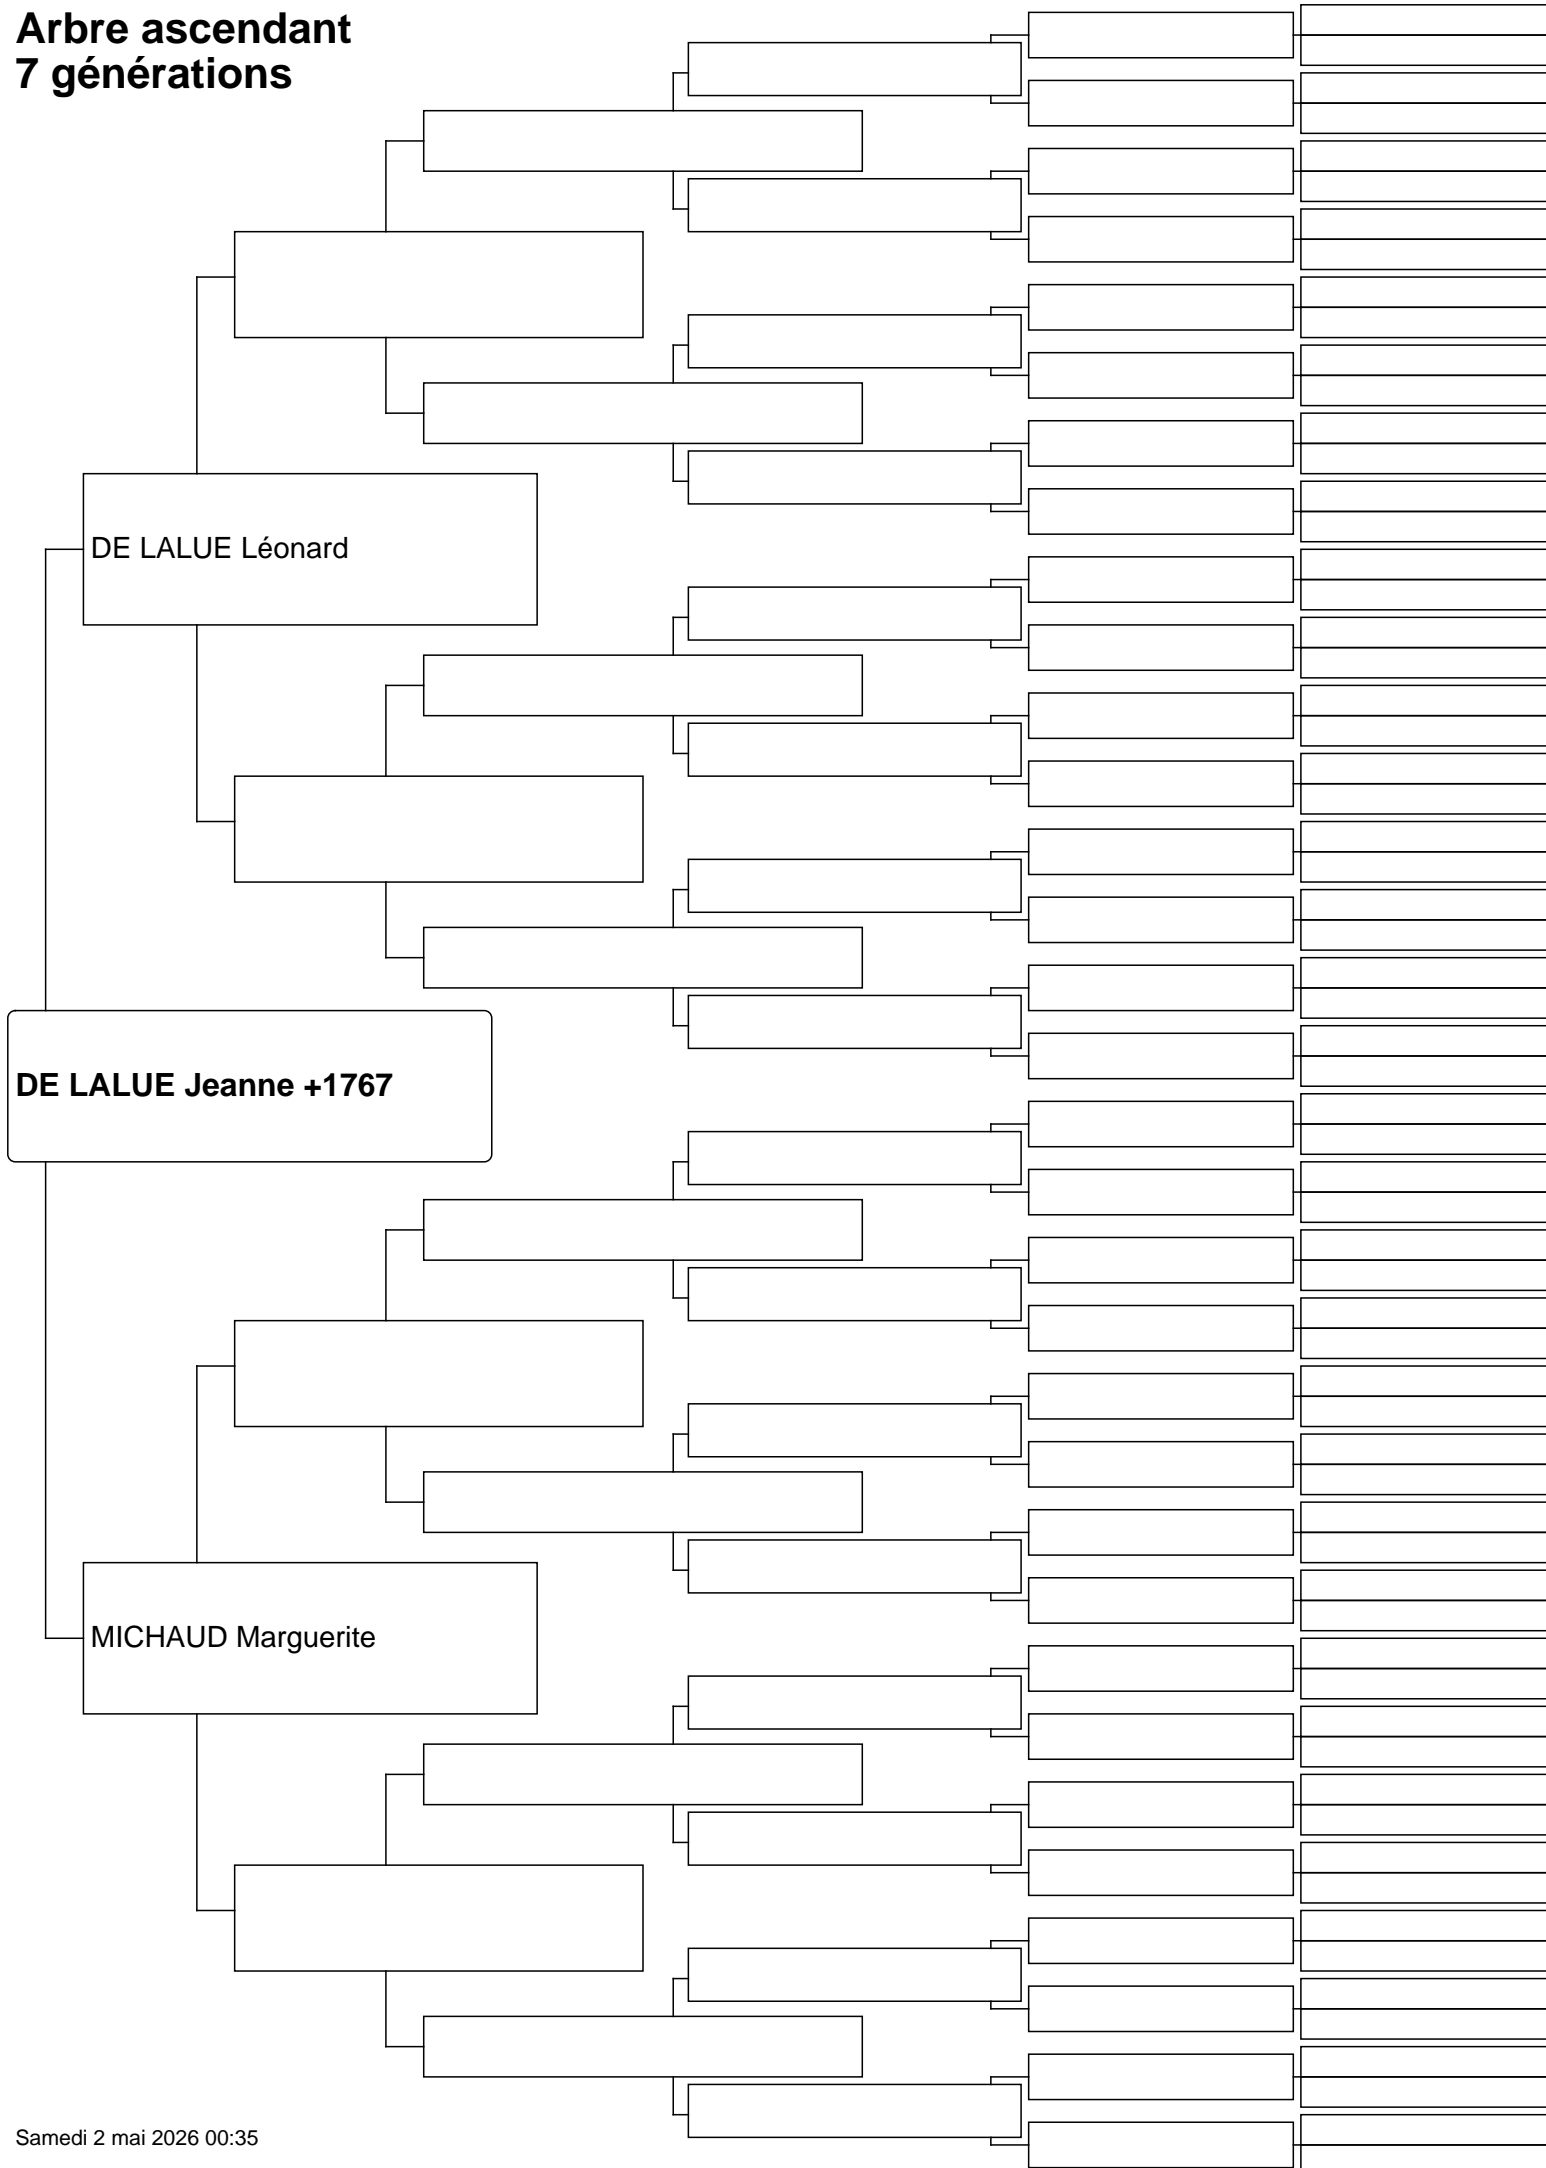 Arbre ascendant
7 générations
DE LALUE Léonard
DE LALUE Jeanne +1767
MICHAUD Marguerite
Samedi 2 mai 2026 00:35